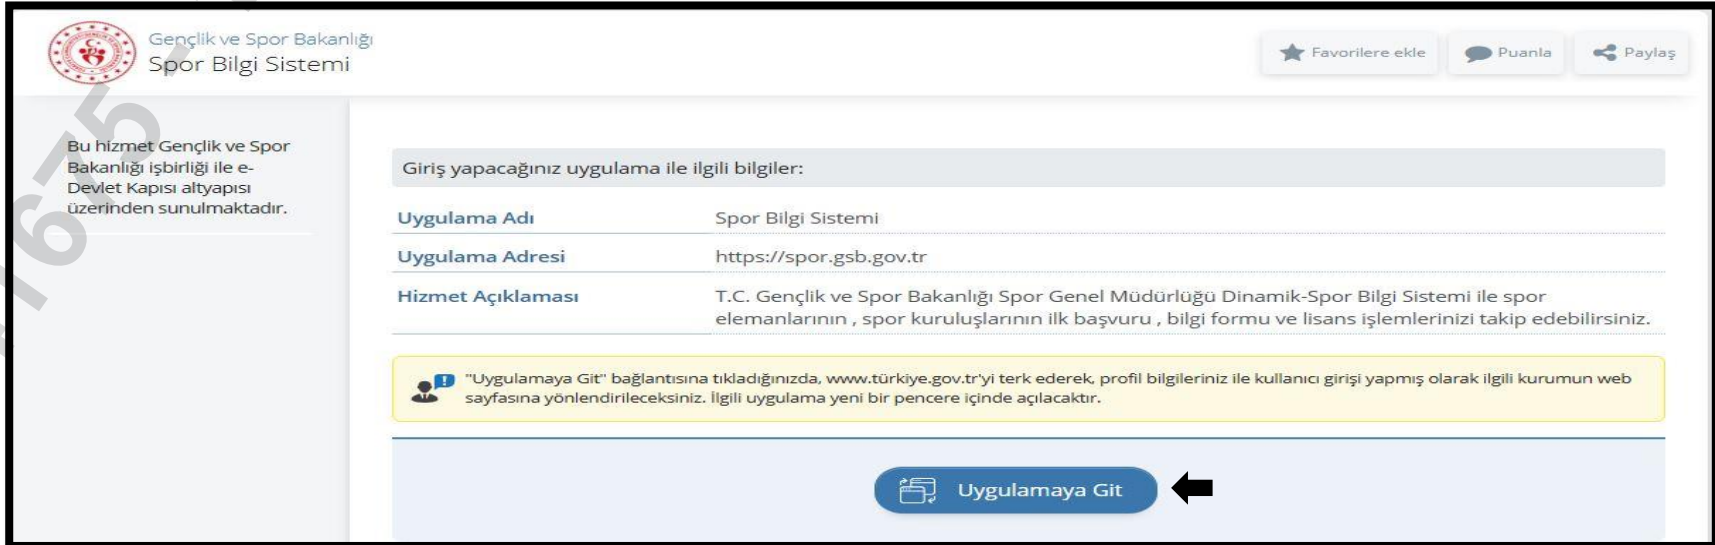 Gençlik ve Spor Bakanlığı
Spor Bilgi Sistemi
Favorilere ekle
Puanla
Paylaş
Bu hizmet Gençlik ve Spor
Bakanlığı işbirliği ile e-
Devlet Kapısı altyapısı
üzerinden sunulmaktadır.
Giriş yapacağınız uygulama ile ilgili bilgiler:
Uygulama Adı Spor Bilgi Sistemi
Uygulama Adresi https://spor.gsb.gov.tr
Hizmet Açıklaması T.C. Gençlik ve Spor Bakanlığı Spor Genel Müdürlüğü Dinamik-Spor Bilgi Sistemi ile spor
elemanlarının , spor kuruluşlarının ilk başvuru , bilgi formu ve lisans işlemlerinizi takip edebilirsiniz.
"Uygulamaya Git" bağlantısına tıkladığınızda, www.türkiye.gov.tr'yi terk ederek, profil bilgileriniz ile kullanıcı girişi yapmış olarak ilgili kurumun web
sayfasına yönlendirileceksiniz. İlgili uygulama yeni bir pencere içinde açılacaktır.
Uygulamaya Git
1675